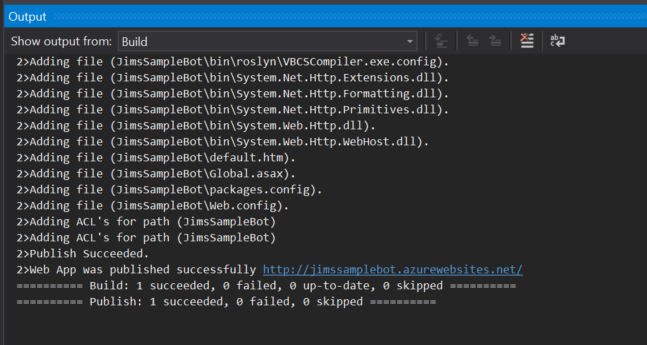 Output
Show output from: Build
2>Adding file (JimsSampleBot\bin\roslyn\VBCSCompiler.exe.config).
2>Adding file (JimsSampleBot\bin\System.Net.Http.Extensions.dll).
2>Adding file (JimsSampleBot\bin\System.Net.Http.Formatting.dll).
2>Adding file (JimsSampleBot\bin\System.Net.Http.Primitives.dll).
2>Adding file (JimsSampleBot\bin\System.Web.Http.dll).
2>Adding file (JimsSampleBot\bin\System.Web.Http.WebHost.dll).
2>Adding file (JimsSampleBot\default.htm).
2>Adding file (JimsSampleBot\Global.asax).
2>Adding file (JimsSampleBot\packages.config).
2>Adding file (JimsSampleBot\Web.config).
2>Adding ACL's for path (JimsSampleBot)
2>Adding ACL's for path (JimsSampleBot)
2>Publish Succeeded.
2>Web App was published successfully http://jimssamplebot.azurewebsites.net/
========== Build: 1 succeeded, 0 failed, 0 up-to-date, 0 skipped ==========
========== Publish: 1 succeeded, 0 failed, 0 skipped ==========